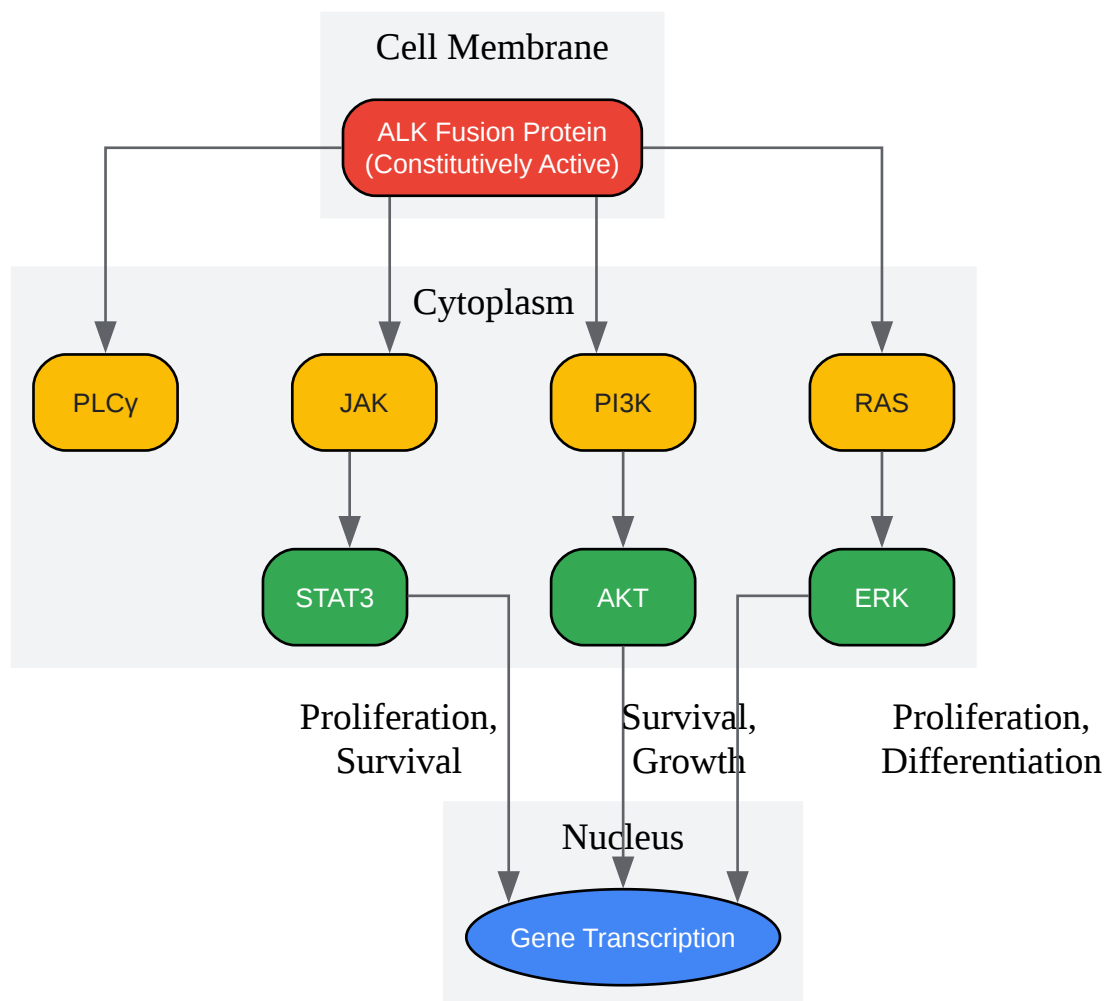 Cell Membrane
ALK Fusion Protein
(Constitutively Active)
Cytoplasm
PLCγ
JAK
PI3K
RAS
STAT3
AKT
ERK
Proliferation,
Survival
Survival,
Growth
Proliferation,
Differentiation
Nucleus
Gene Transcription